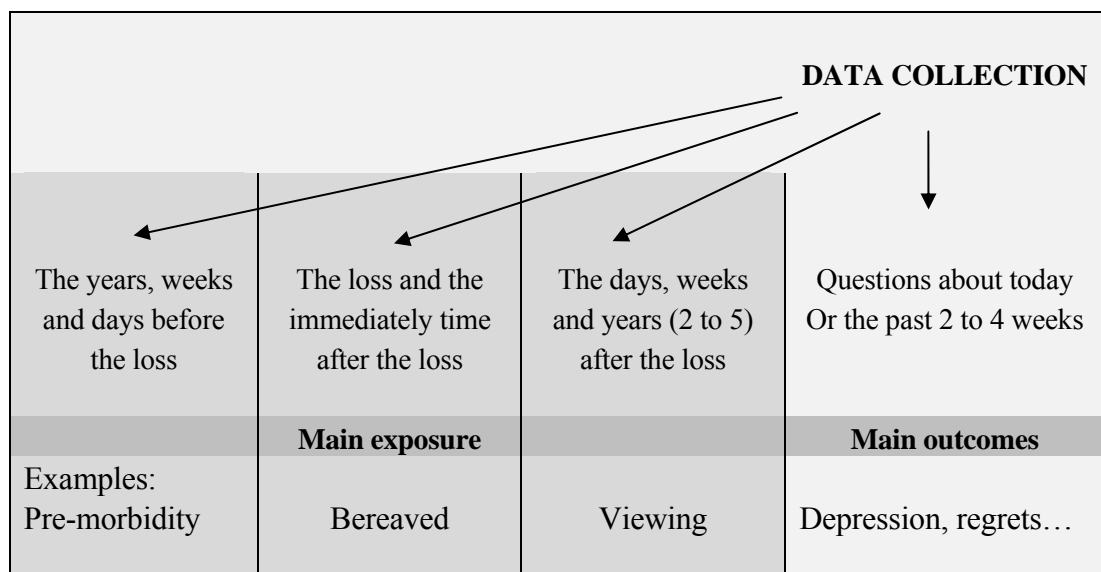 DATA COLLECTION
The years, weeks
and days before
the loss
The loss and the
immediately time
after the loss
The days, weeks
and years (2 to 5)
after the loss
Questions about today
Or the past 2 to 4 weeks
Main exposure
Main outcomes
Examples:
Pre-morbidity
Bereaved
Viewing
Depression, regrets…